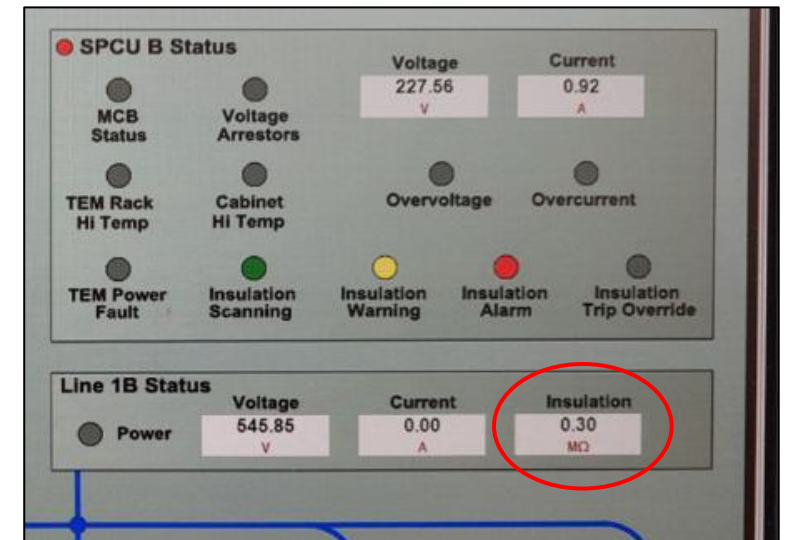 SPCU B Status
Voltage
Current
227.56
0.92
V
A
MCB
Status
Voltage
Arrestors
TEM Rack
Hi Temp
Cabinet
Hi Temp
Overvoltage
Overcurrent
TEM Power
Fault
Insulation
Scanning
Insulation
Warning
Insulation
Alarm
Insulation
Trip Override
Line 1B Status
Voltage
Current
Insulation
Power
545.85
0.00
0.30
V
A
MΩ